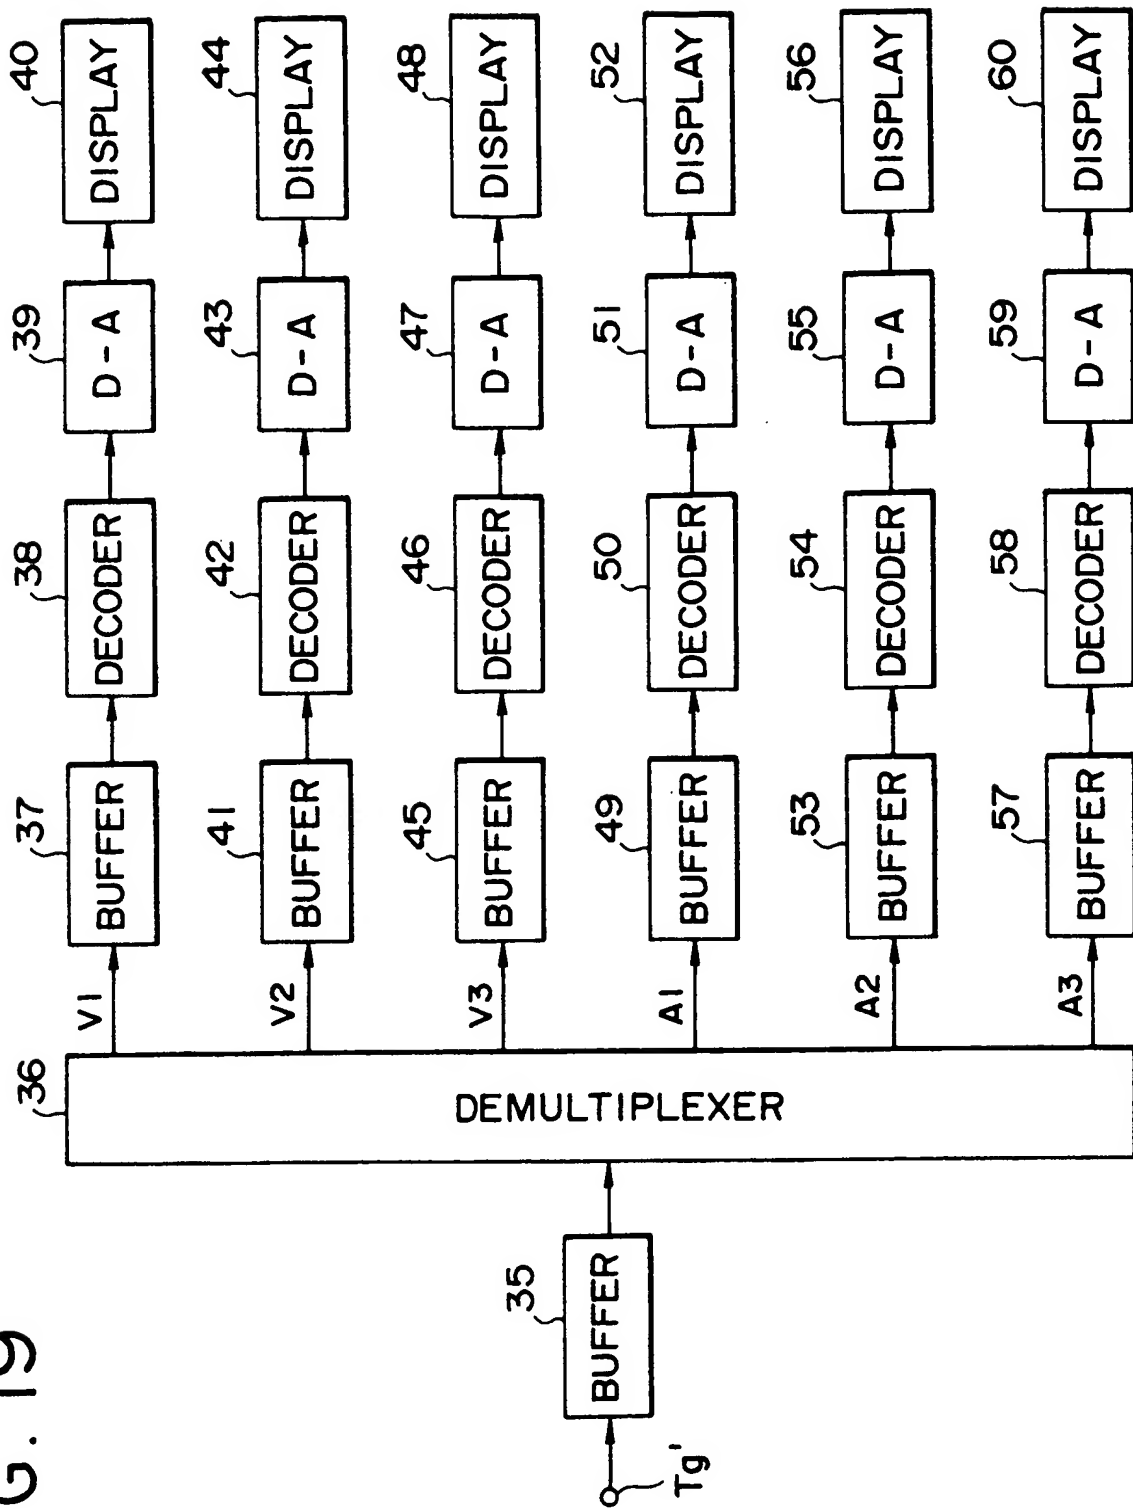 G. 19
36
37
38
39
40
V1
BUFFER
DECODER
D-A
DISPLAY
41
42
43
44
V2
BUFFER
DECODER
D-A
DISPLAY
45
46
47
48
V3
BUFFER
DECODER
D-A
DISPLAY
35
Tg'
BUFFER
DEMULTIPLEXER
49
50
51
52
A1
BUFFER
DECODER
D-A
DISPLAY
53
54
55
56
A2
BUFFER
DECODER
D-A
DISPLAY
57
58
59
60
A3
BUFFER
DECODER
D-A
DISPLAY